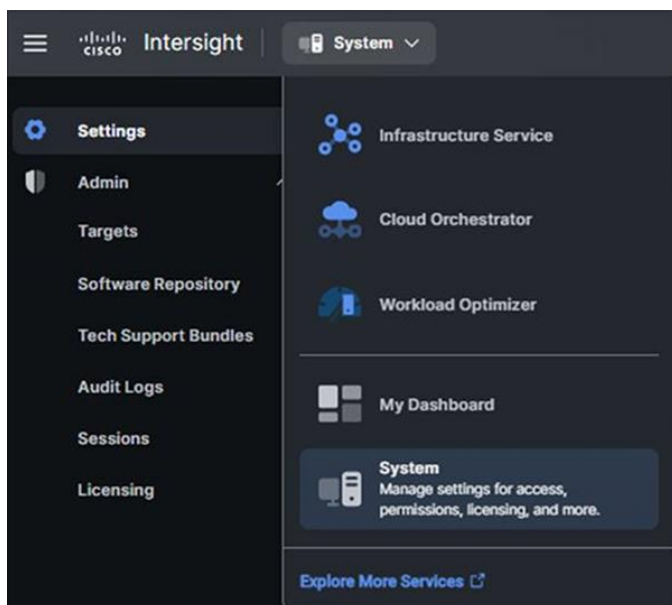 cisco Intersight System
Settings
Admin
Targets
Software Repository
Tech Support Bundles
Audit Logs
Sessions
Licensing
Infrastructure Service
Cloud Orchestrator
Workload Optimizer
My Dashboard
System
Manage settings for access,
permissions, licensing, and more.
Explore More Services